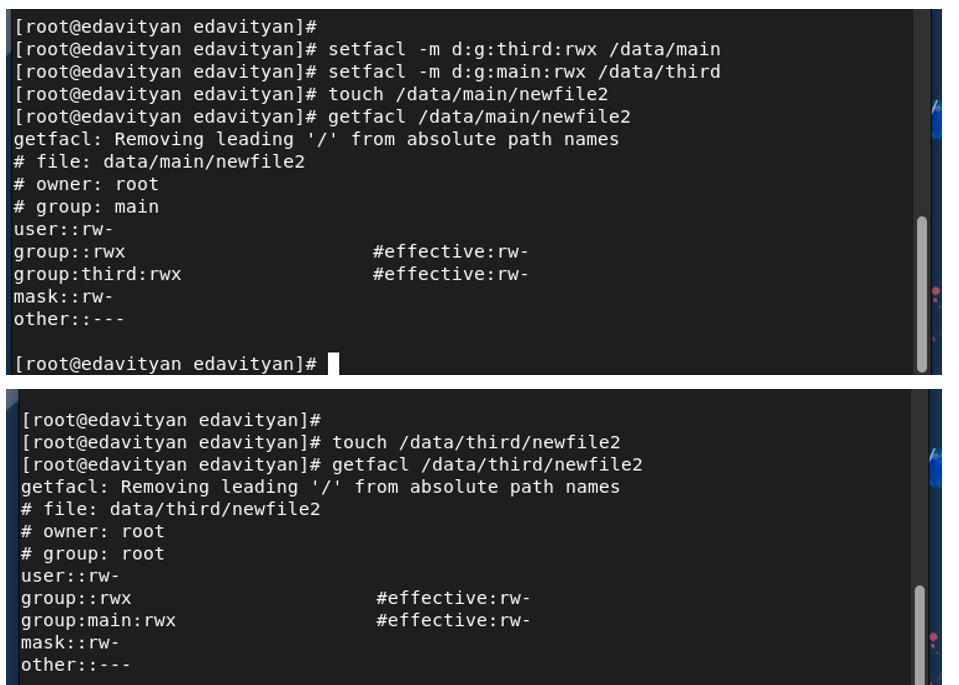 [root@edavityan edavityan]#
[root@edavityan edavityan]# setfacl -m d:g:third:rwx /data/main
[root@edavityan edavityan]# setfacl -m d:g:main:rwx /data/third
[root@edavityan edavityan]# touch /data/main/newfile2
[root@edavityan edavityan]# getfacl /data/main/newfile2
getfacl: Removing leading '/' from absolute path names
# file: data/main/newfile2
# owner: root
# group: main
user::rw-
group::rwx                      #effective:rw-
group:third:rwx                 #effective:rw-
mask::rw-
other::---
[root@edavityan edavityan]#
[root@edavityan edavityan]#
[root@edavityan edavityan]# touch /data/third/newfile2
[root@edavityan edavityan]# getfacl /data/third/newfile2
getfacl: Removing leading '/' from absolute path names
# file: data/third/newfile2
# owner: root
# group: root
user::rw-
group::rwx                      #effective:rw-
group:main:rwx                  #effective:rw-
mask::rw-
other::---